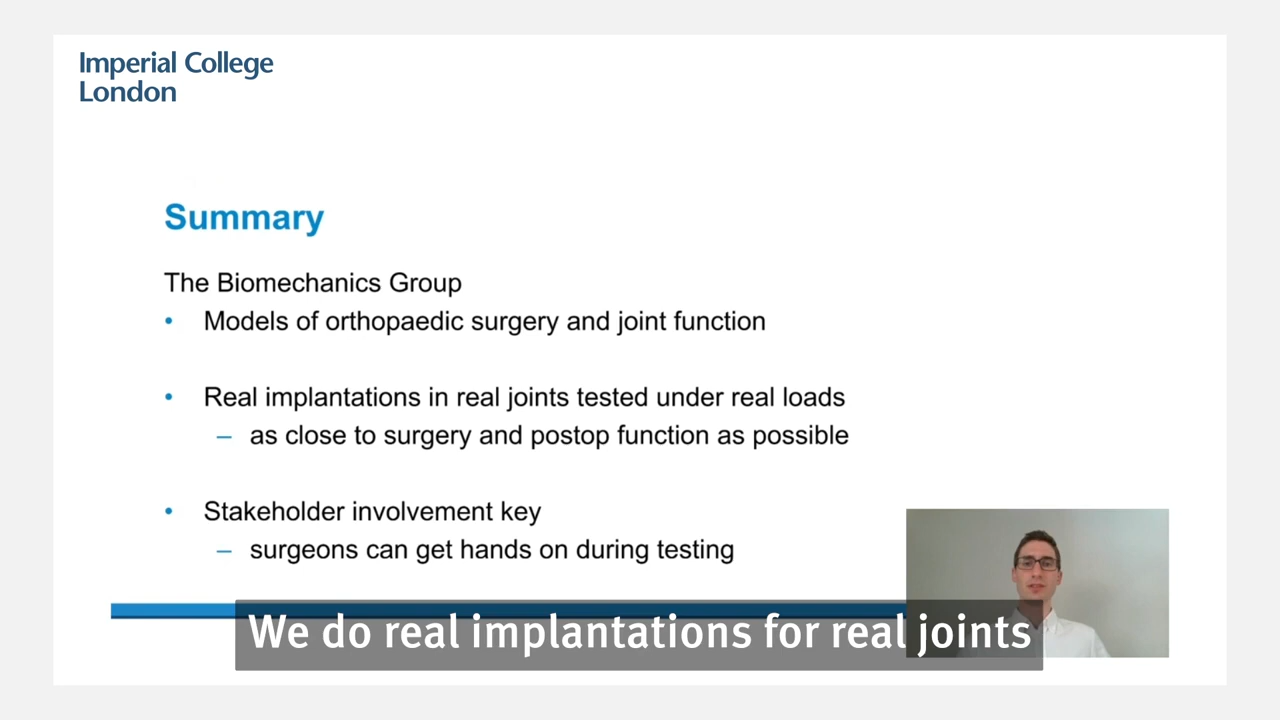 Imperial College
London
Summary
The Biomechanics Group
• Models of orthopaedic surgery and joint function
• Real implantations in real joints tested under real loads
– as close to surgery and postop function as possible
• Stakeholder involvement key
– surgeons can get hands on during testing
We do real implantations for real joints